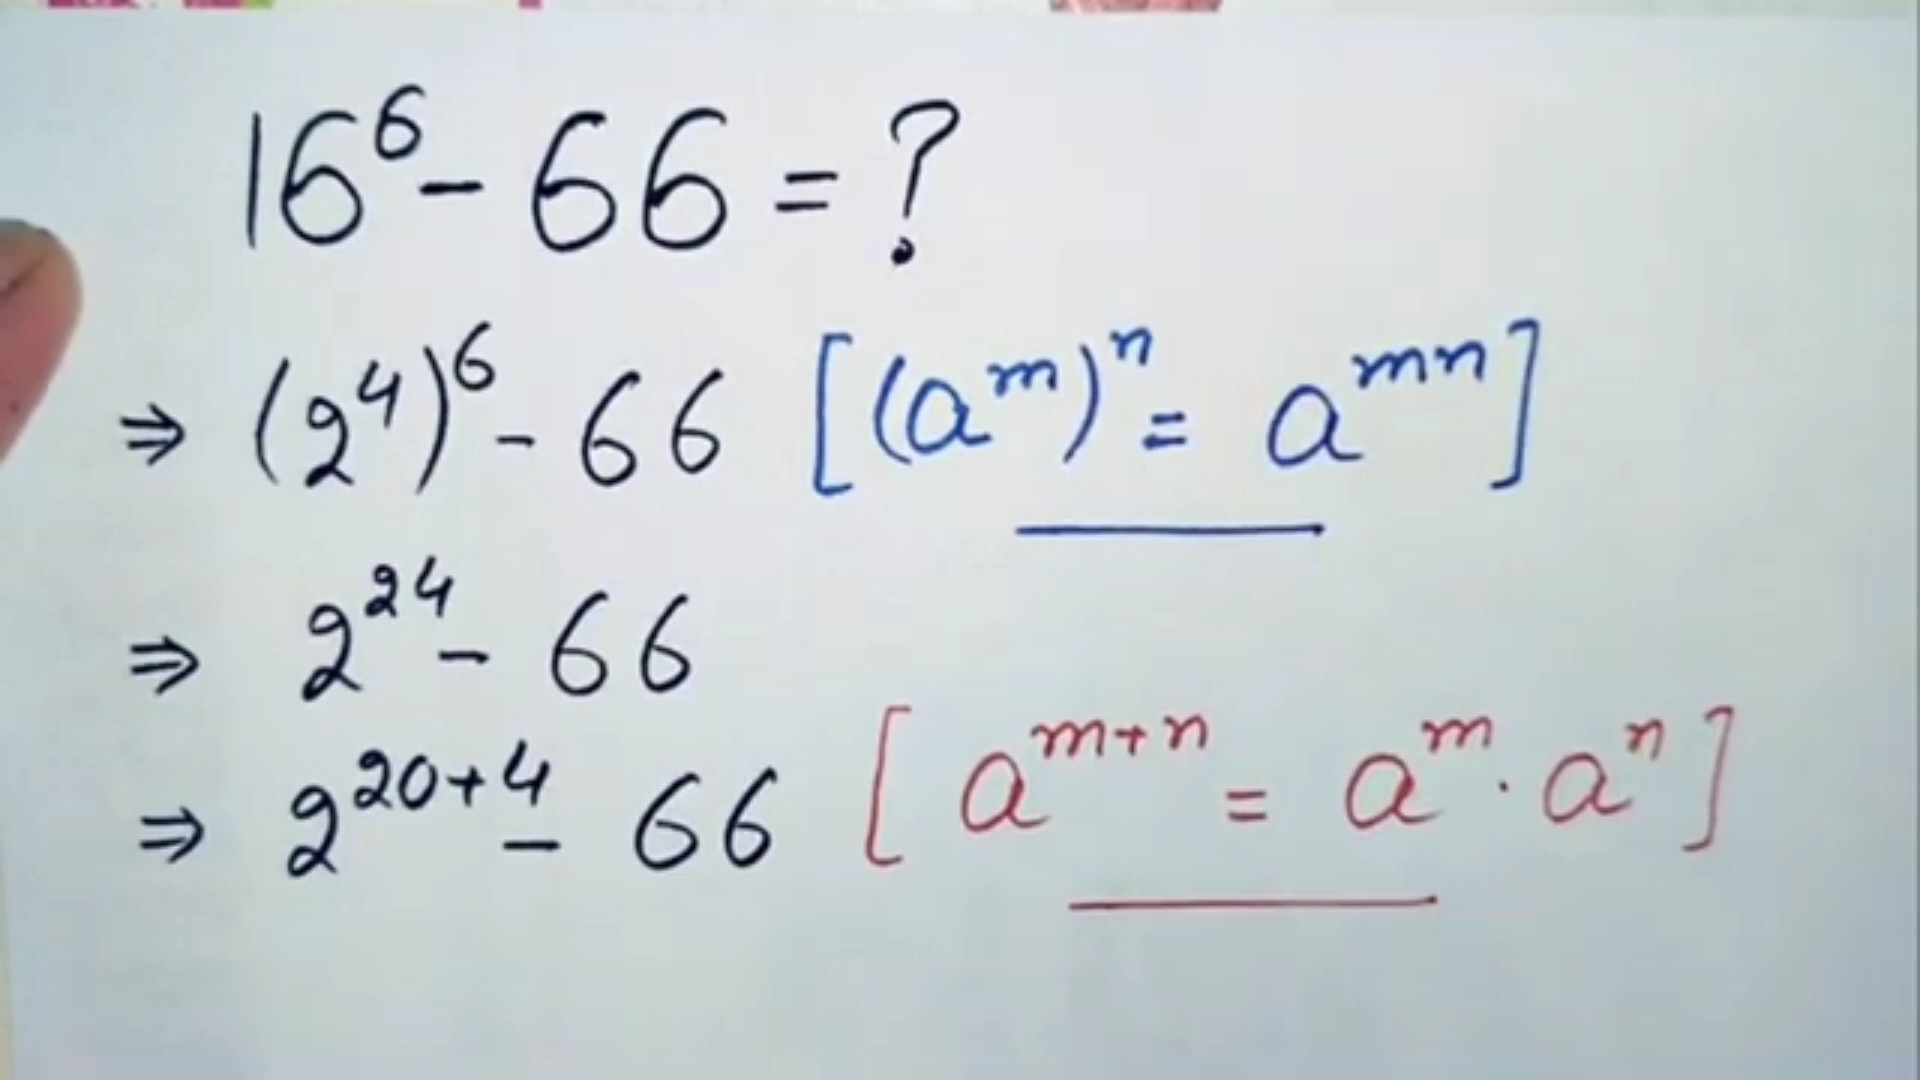 16⁶ - 66 = ?
⇒ (2⁴)⁶ - 66 [(aᵐ)ⁿ = aᵐⁿ]
⇒ 2²⁴ - 66
⇒ 2²⁰⁺⁴ - 66 [aᵐ⁺ⁿ = aᵐ · aⁿ]